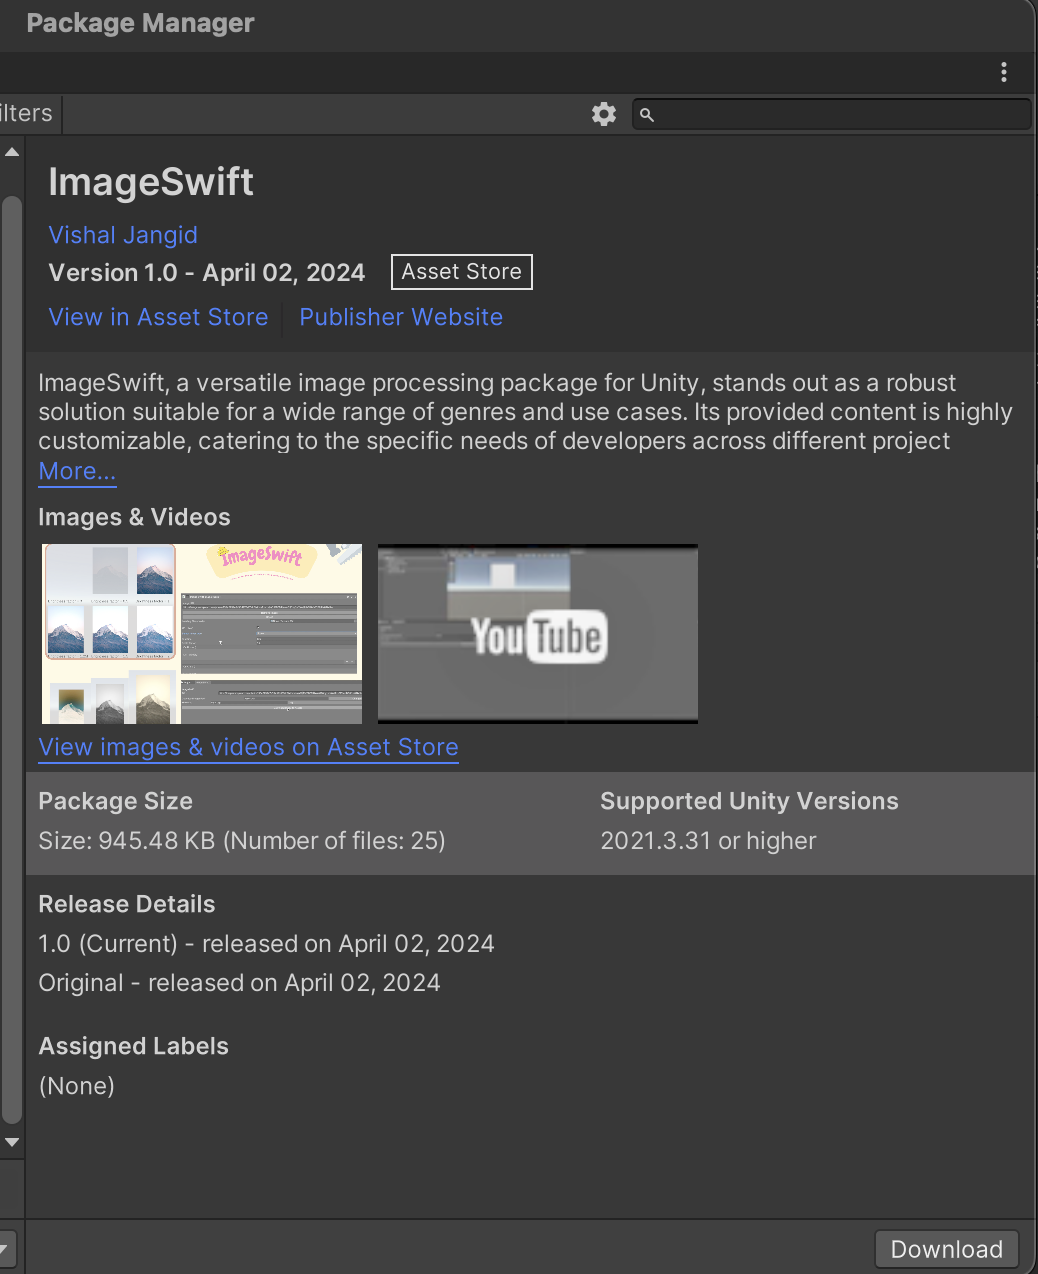 Package Manager
ilters
ImageSwift
Vishal Jangid
Version 1.0 - April 02, 2024
Asset Store
View in Asset Store
Publisher Website
ImageSwift, a versatile image processing package for Unity, stands out as a robust
solution suitable for a wide range of genres and use cases. Its provided content is highly
customizable, catering to the specific needs of developers across different project
More...
Images & Videos
ImageSwift
YouTube
View images & videos on Asset Store
Package Size
Supported Unity Versions
Size: 945.48 KB (Number of files: 25)
2021.3.31 or higher
Release Details
1.0 (Current) - released on April 02, 2024
Original - released on April 02, 2024
Assigned Labels
(None)
Download